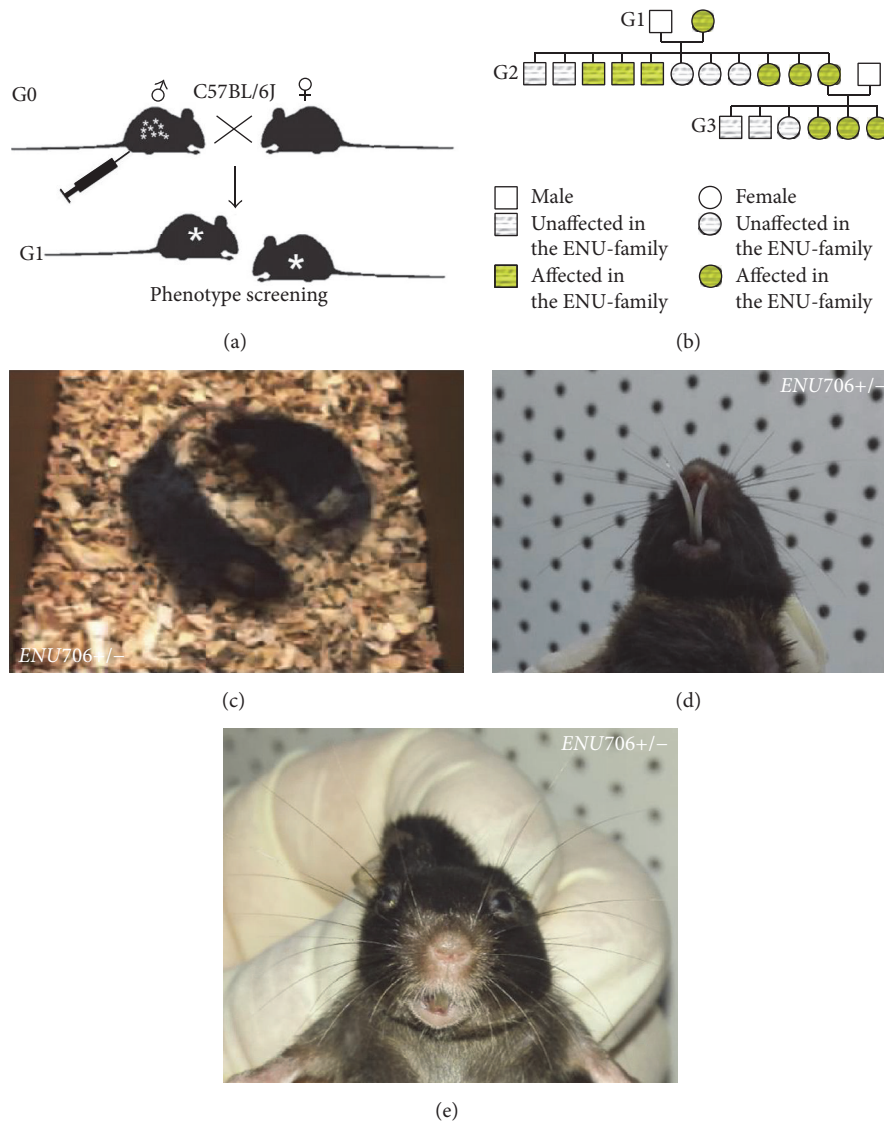 G0
♂ C57BL/6J ♀
G1
Phenotype screening
(a)
G1
G2
G3
Male
Unaffected in
the ENU-family
Affected in
the ENU-family
Female
Unaffected in
the ENU-family
Affected in
the ENU-family
(b)
ENU706+/−
(c)
ENU706+/−
(d)
ENU706+/−
(e)